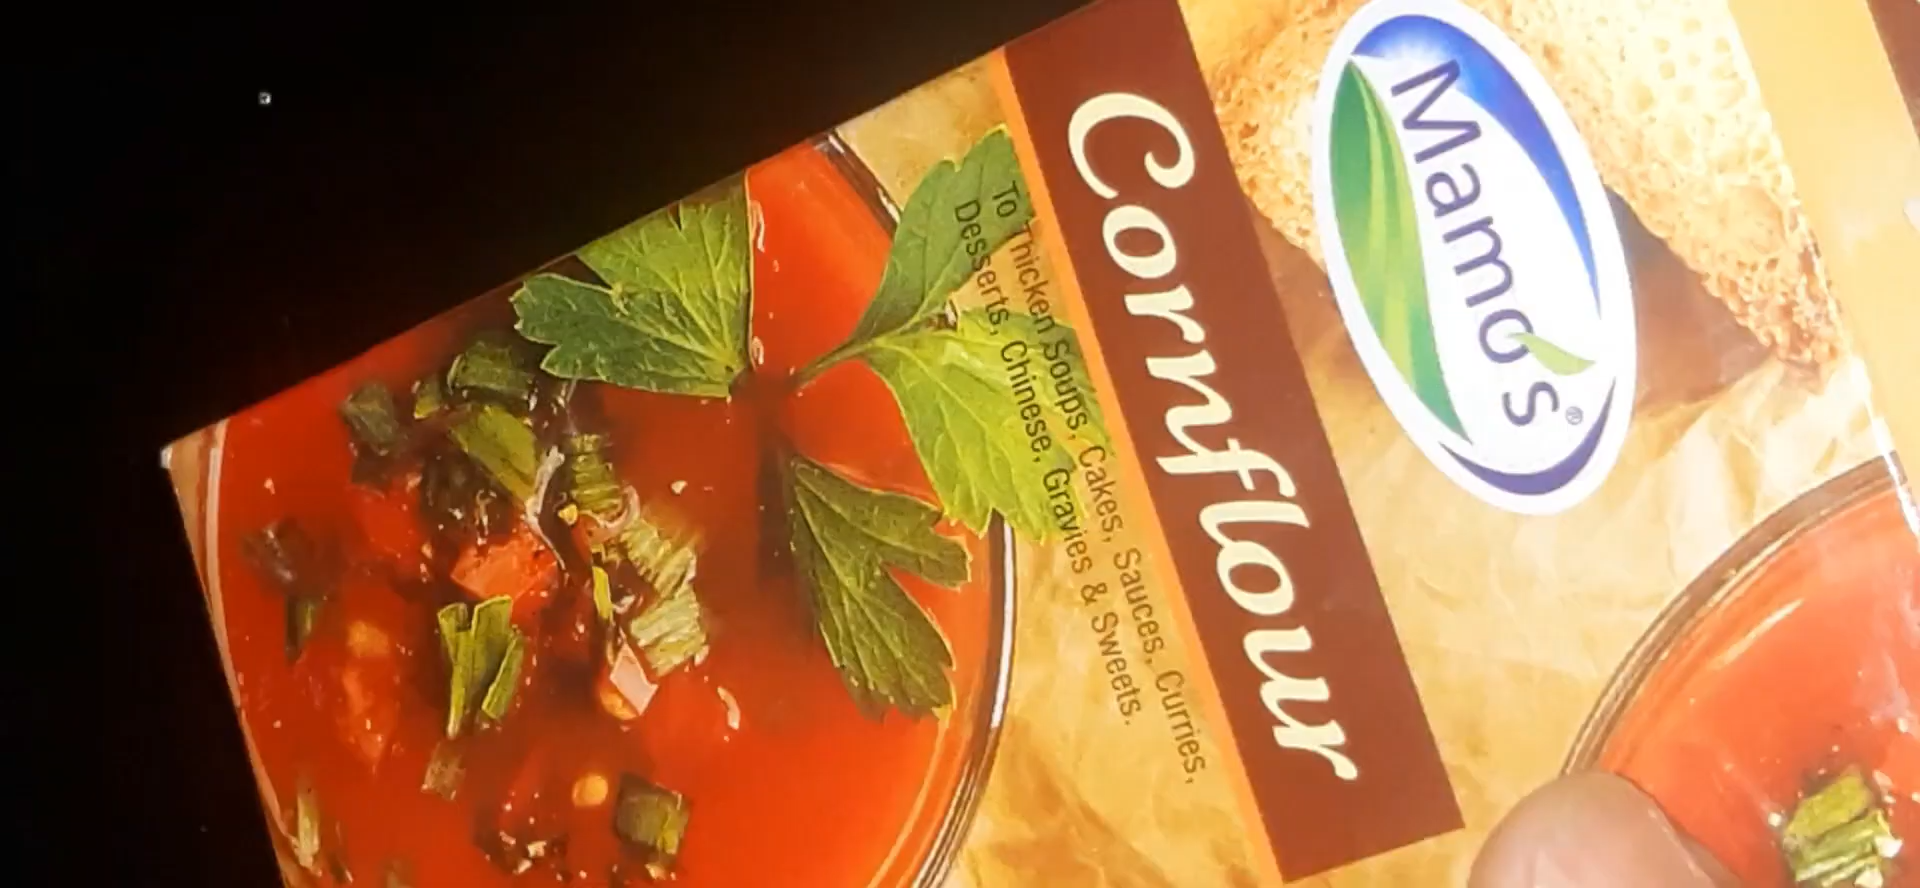 Mamo's®
Cornflour
To Thicken Soups, Cakes, Sauces, Curries,
Desserts, Chinese, Gravies & Sweets.